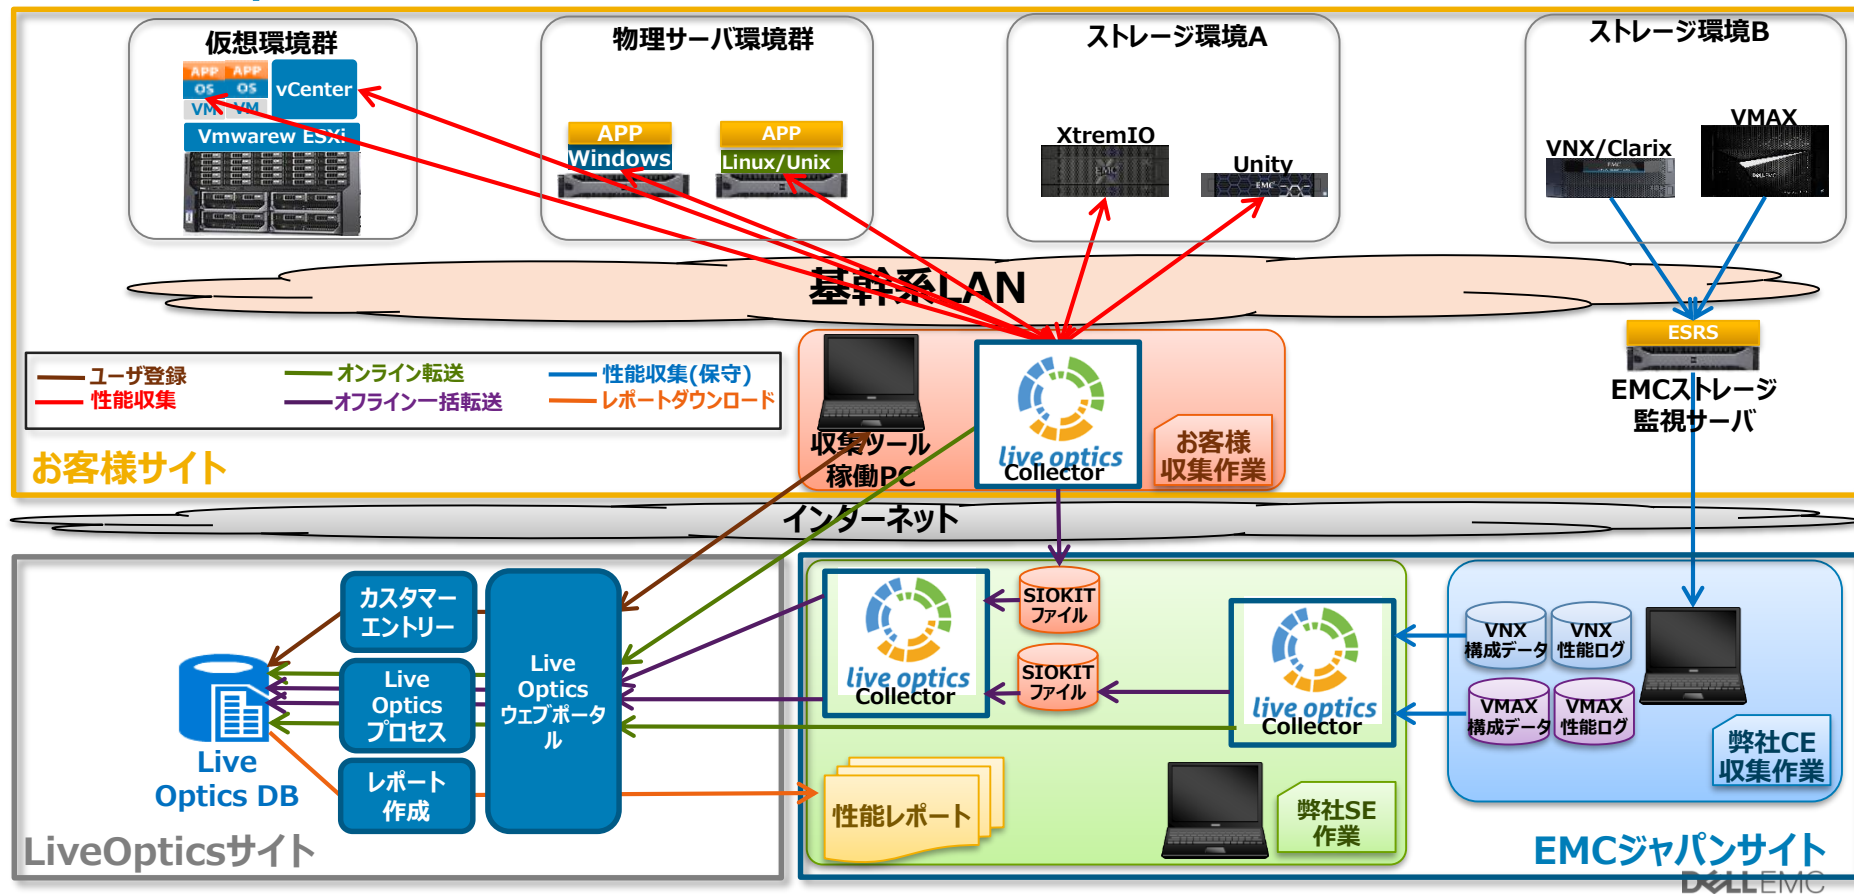 仮想環境群
APP
APP
OS
OS
VM
VM
vCenter
Vmwarew ESXi
物理サーバ環境群
APP
Windows
APP
Linux/Unix
ストレージ環境A
XtremIO
EMC
Unity
EMC
ストレージ環境B
VNX/Clarix
EMC
VMAX
DELLEMC
基幹系LAN
ESRS
EMCストレージ
監視サーバ
ユーザ登録
オンライン転送
性能収集(保守)
性能収集
オフライン一括転送
レポートダウンロード
お客様サイト
収集ツール
稼働PC
live optics
Collector
お客様
収集作業
インターネット
カスタマー
エントリー
Live
Optics
プロセス
レポート
作成
Live
Optics
ウェブポータ
ル
Live
Optics DB
LiveOpticsサイト
live optics
Collector
SIOKIT
ファイル
SIOKIT
ファイル
live optics
Collector
性能レポート
弊社SE
作業
VNX
構成データ
VNX
性能ログ
VMAX
構成データ
VMAX
性能ログ
弊社CE
収集作業
EMCジャパンサイト
DELLEMC